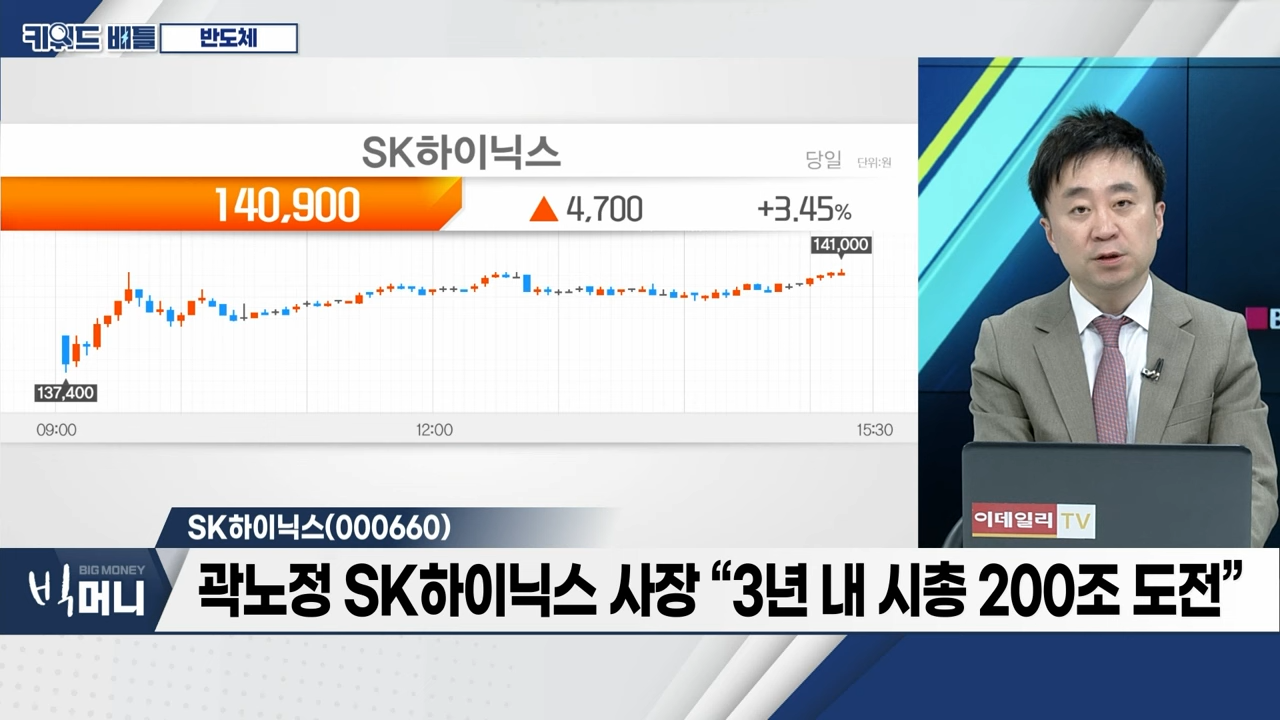 키워드 배틀 반도체
SK하이닉스
당일 단위:원
140,900 ▲ 4,700 +3.45%
141,000
137,400
09:00 12:00 15:30
이데일리 TV
SK하이닉스(000660)
BIG MONEY
빅머니
곽노정 SK하이닉스 사장 “3년 내 시총 200조 도전”